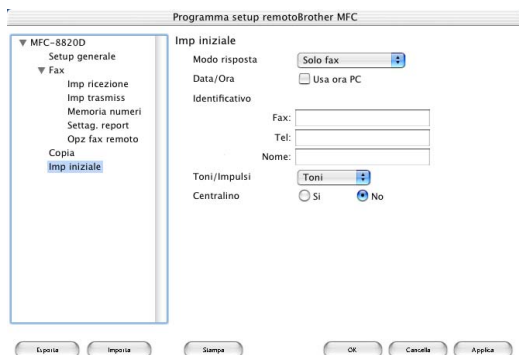 Programma setup remotoBrother MFC
MFC-8820D
Setup generale
Fax
Imp ricezione
Imp trasmiss
Memoria numeri
Settag. report
Opz fax remoto
Copia
Imp iniziale
Imp iniziale
Modo risposta
Solo fax
Data/Ora
Usa ora PC
Identificativo
Fax:
Tel:
Nome:
Toni/Impulsi
Toni
Centralino
Si
No
Esporta
Importa
Stampa
OK
Cancella
Applica